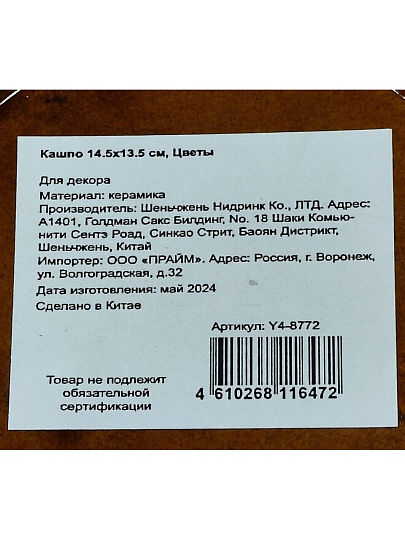 Кашпо 14.5х13.5 см, Цветы
Для декора
Материал: керамика
Производитель: Шеньчжень Нидринк Ко., ЛТД. Адрес:
А1401, Голдман Сакс Билдинг, No. 18 Шаки Комью-
нити Сентэ Роад, Синкао Стрит, Баоян Дистрикт,
Шеньчжень, Китай
Импортер: ООО «ПРАЙМ». Адрес: Россия, г. Воронеж,
ул. Волгоградская, д.32
Дата изготовления: май 2024
Сделано в Китае
Артикул: Y4-8772
Товар не подлежит
обязательной
сертификации
4 610268 116472